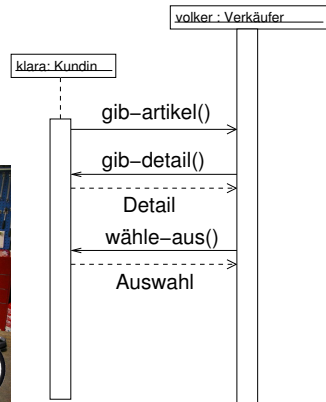 volker : Verkäufer
klara: Kundin
gib−artikel()
gib−detail()
Detail
wähle−aus()
Auswahl